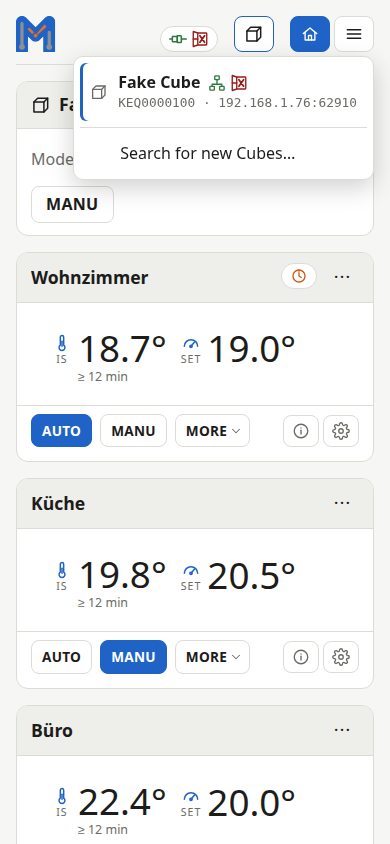 Fake Cube
KEQ0000100 · 192.168.1.76:62910
Search for new Cubes...
MANU
Wohnzimmer
IS 18.7° SET 19.0°
≥ 12 min
AUTO MANU MORE
Küche
IS 19.8° SET 20.5°
≥ 12 min
AUTO MANU MORE
Büro
IS 22.4° SET 20.0°
≥ 12 min